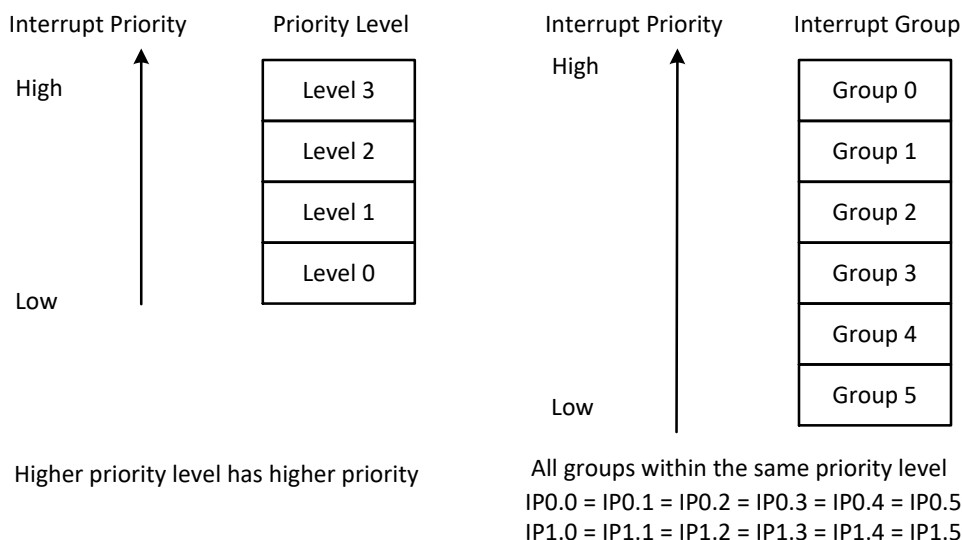 Interrupt Priority
Priority Level
High
Level 3
Level 2
Level 1
Level 0
Low
Higher priority level has higher priority
Interrupt Priority
Interrupt Group
High
Group 0
Group 1
Group 2
Group 3
Group 4
Group 5
Low
All groups within the same priority level
IP0.0 = IP0.1 = IP0.2 = IP0.3 = IP0.4 = IP0.5
IP1.0 = IP1.1 = IP1.2 = IP1.3 = IP1.4 = IP1.5